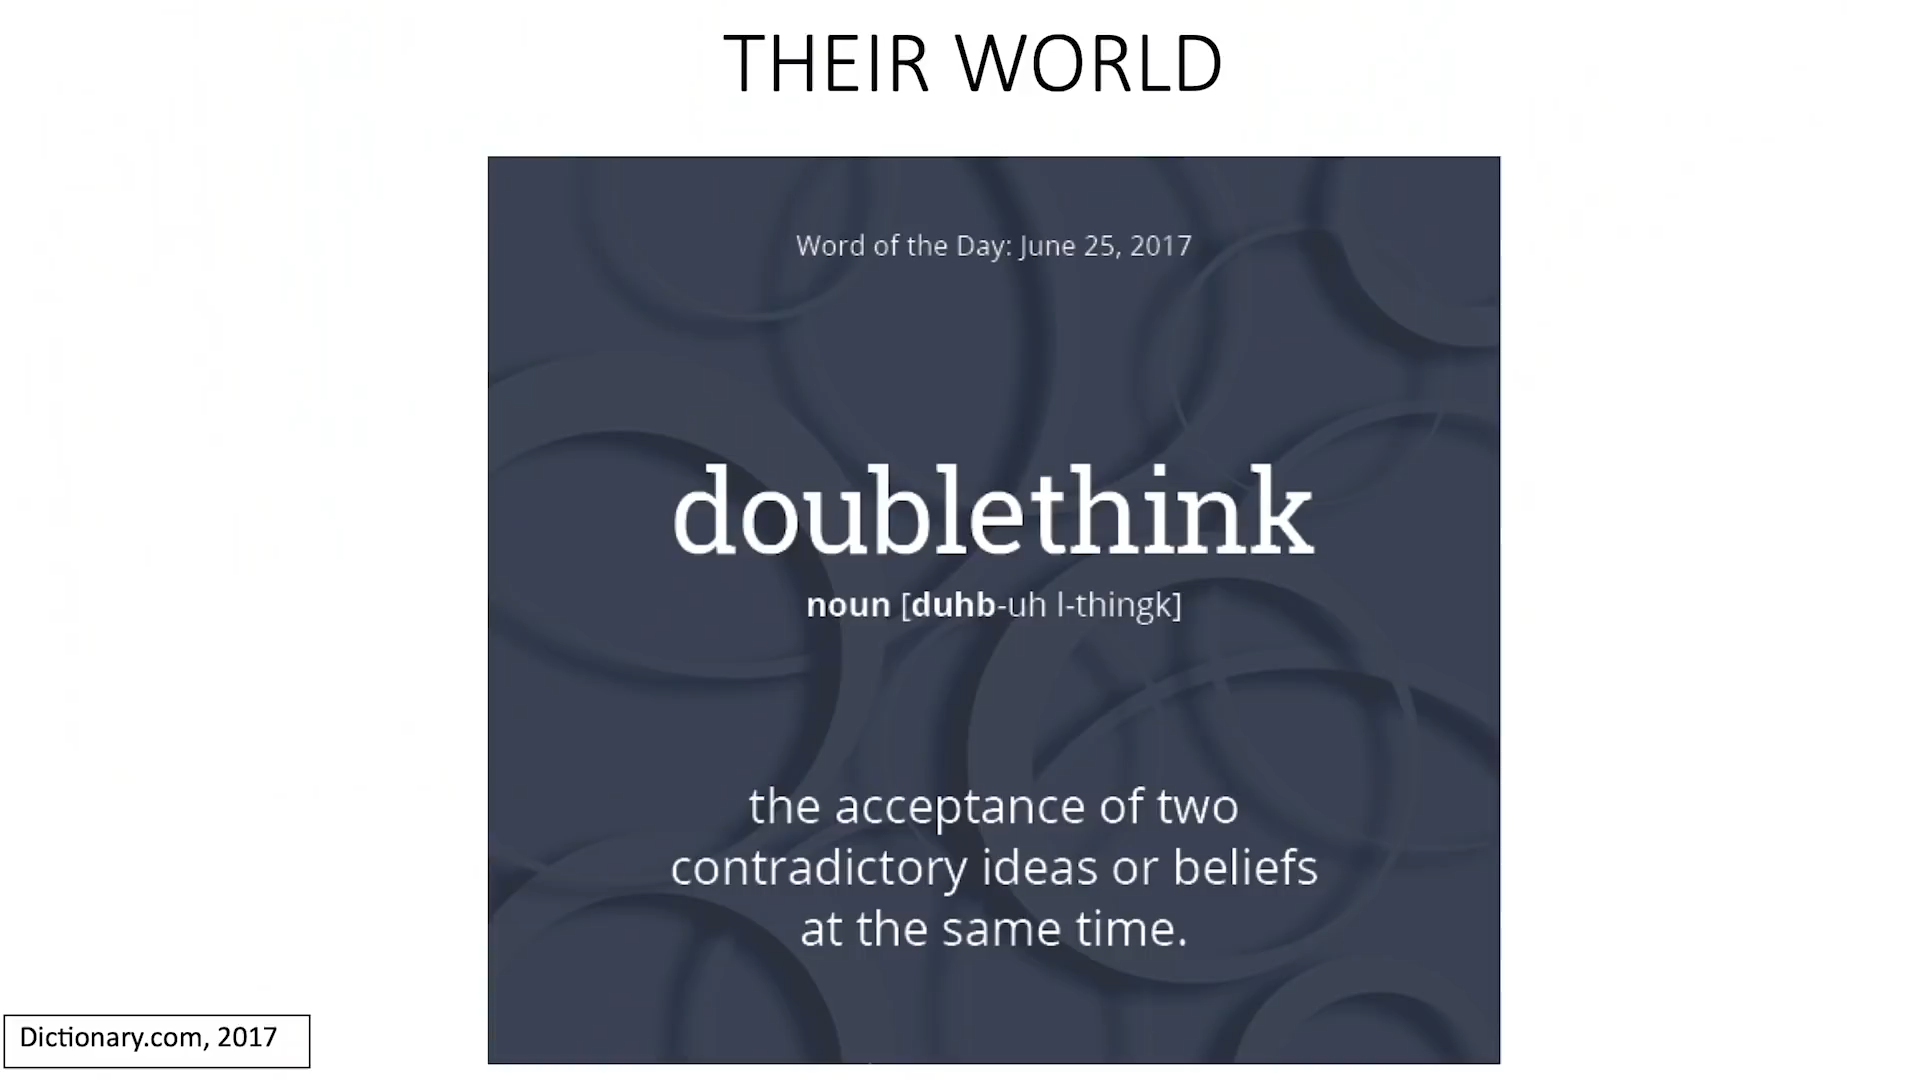 THEIR WORLD
Word of the Day: June 25, 2017
doublethink
noun [duhb-uh l-thingk]
the acceptance of two
contradictory ideas or beliefs
at the same time.
Dictionary.com, 2017